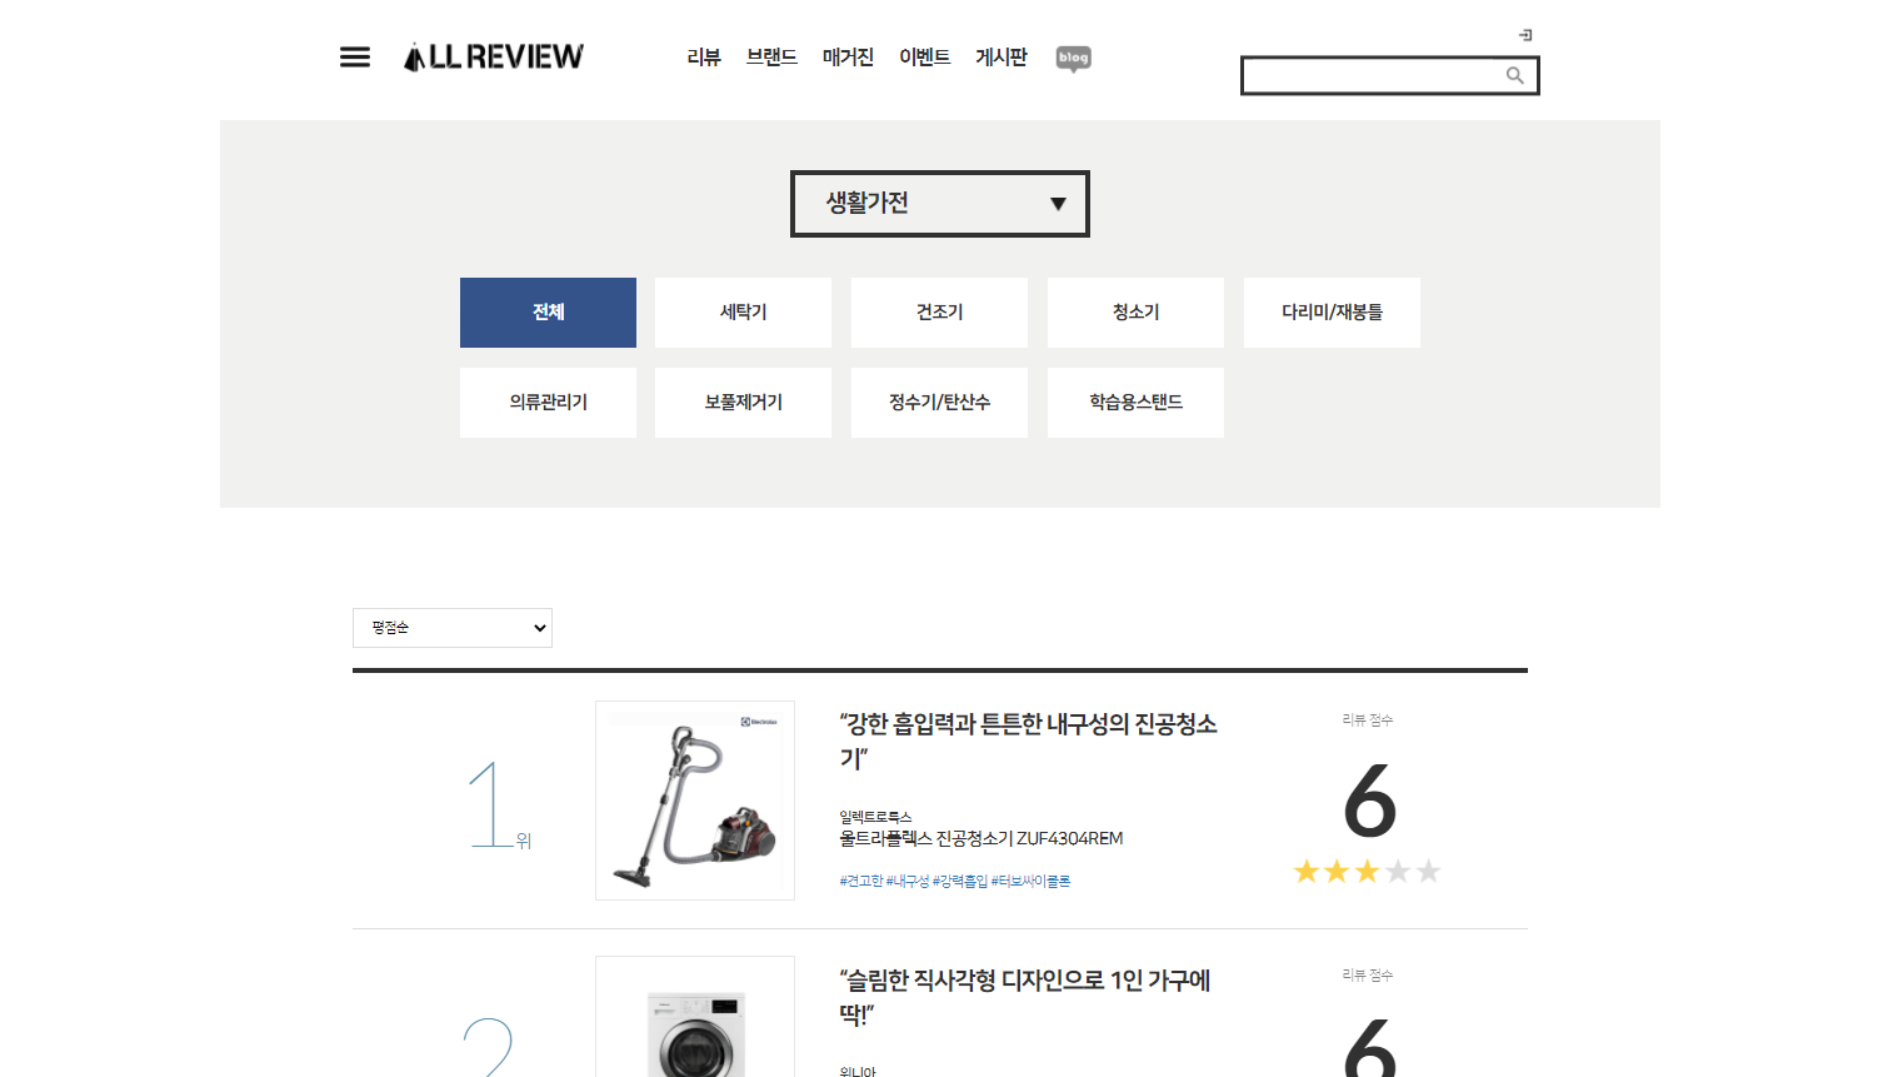 ALL REVIEW
리뷰 브랜드 매거진 이벤트 게시판 blog
생활가전 ▼
전체 세탁기 건조기 청소기 다리미/재봉틀
의류관리기 보풀제거기 정수기/탄산수 학습용스탠드
평점순
1위
Electrolux
“강한 흡입력과 튼튼한 내구성의 진공청소
기”
일렉트로룩스
울트라플렉스 진공청소기 ZUF4304REM
#견고한 #내구성 #강력흡입 #터보싸이클론
리뷰 점수
6
2
“슬림한 직사각형 디자인으로 1인 가구에
딱!”
위니아
리뷰 점수
6